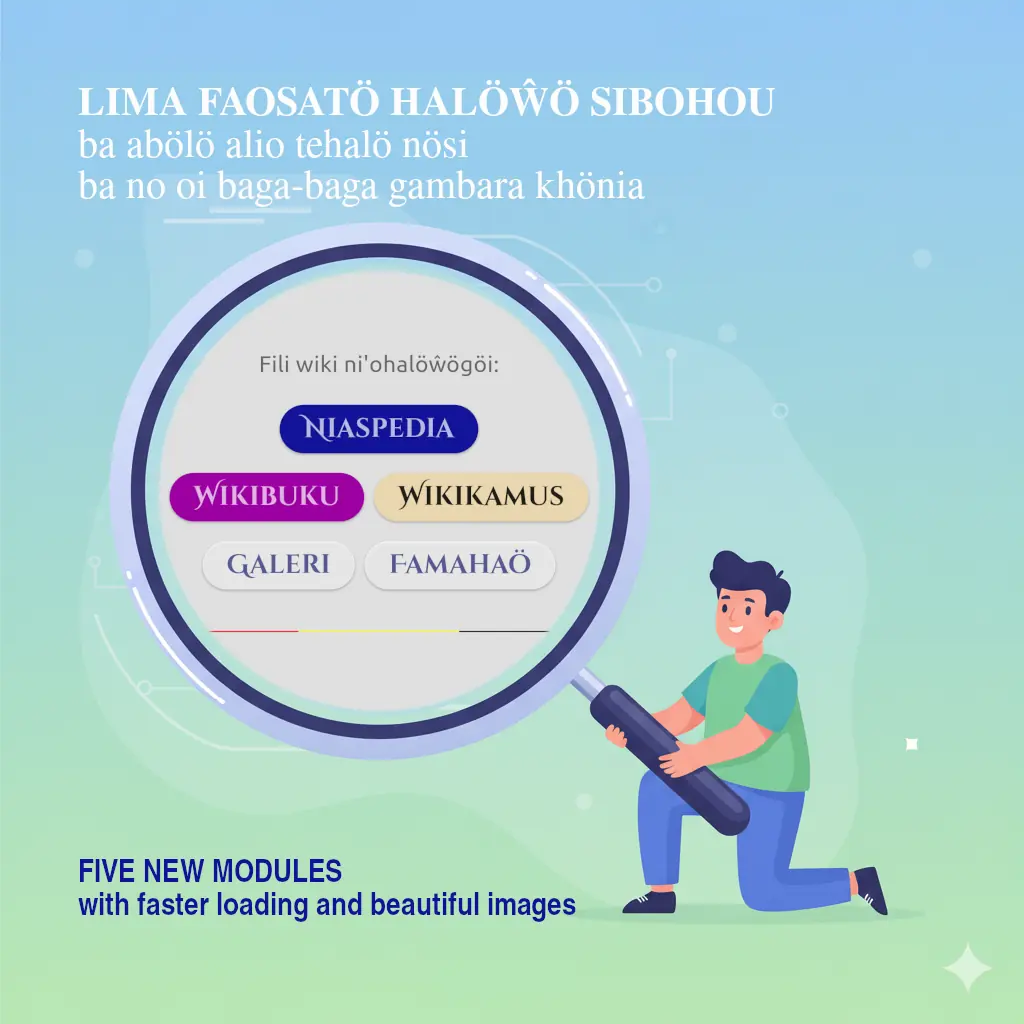 LIMA FAOSATÖ HALÖŴÖ SIBOHOU
ba abölö alio tehalö nösi
ba no oi baga-baga gambara khönia
Fili wiki ni'ohalöŵögöi:
NIASPEDIA
WIKIBUKU WIKIKAMUS
GALERI FAMAHAÖ
FIVE NEW MODULES
with faster loading and beautiful images